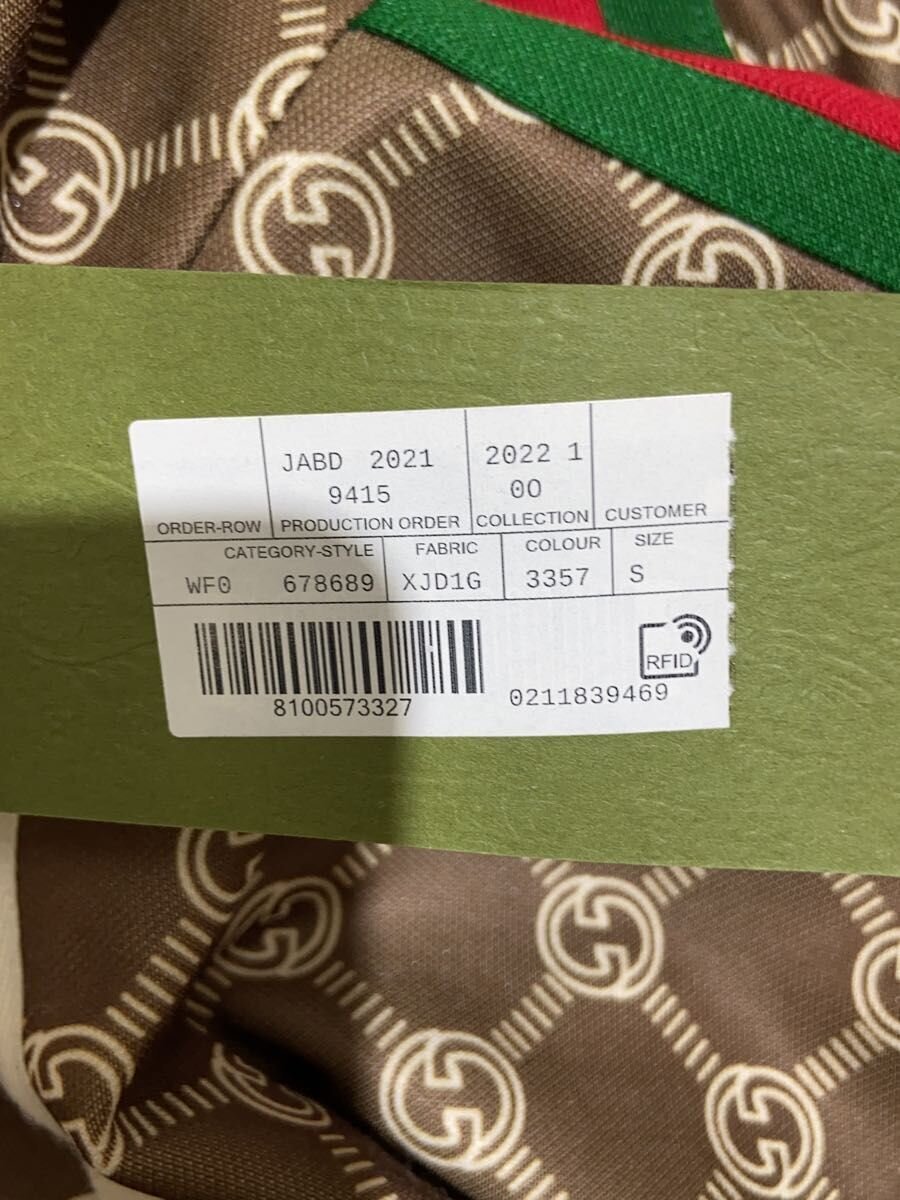 JABD 2021 2022 1
9415 00
ORDER-ROW PRODUCTION ORDER COLLECTION CUSTOMER
CATEGORY-STYLE FABRIC COLOUR SIZE
WF0 678689 XJD1G 3357 S
RFID
8100573327 0211839469